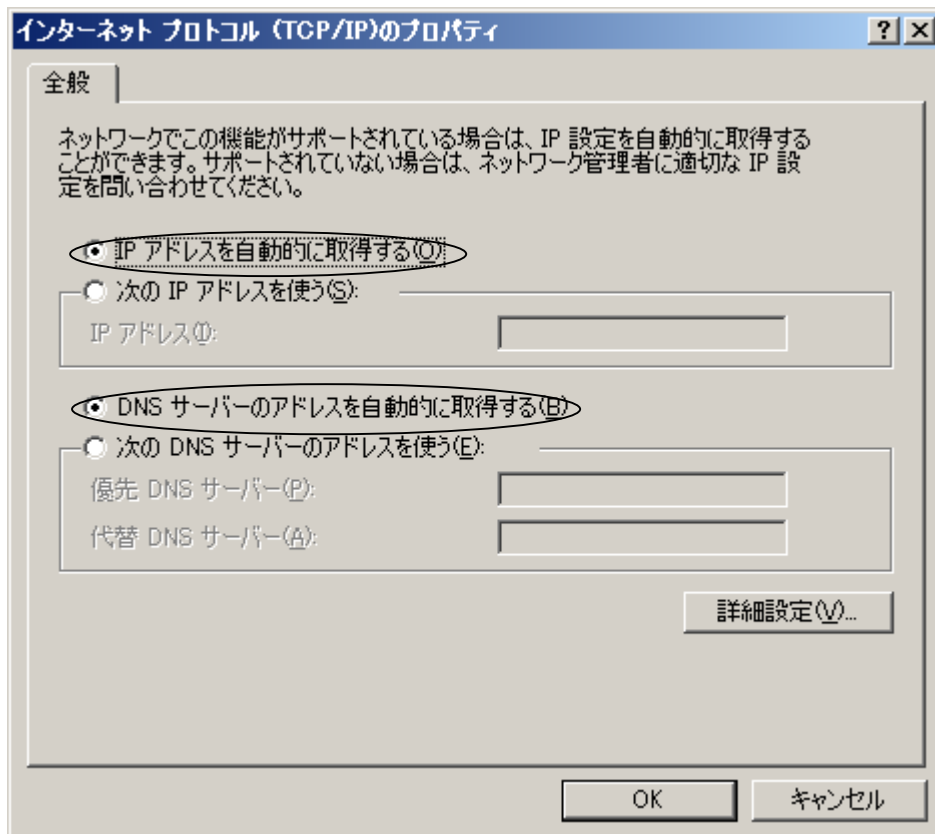 インターネット プロトコル (TCP/IP)のプロパティ
全般
ネットワークでこの機能がサポートされている場合は、IP 設定を自動的に取得する
ことができます。サポートされていない場合は、ネットワーク管理者に適切な IP 設
定を問い合わせてください。
IP アドレスを自動的に取得する(O)
次の IP アドレスを使う(S):
IP アドレス(I):
DNS サーバーのアドレスを自動的に取得する(B)
次の DNS サーバーのアドレスを使う(E):
優先 DNS サーバー(P):
代替 DNS サーバー(A):
詳細設定(V)...
OK
キャンセル